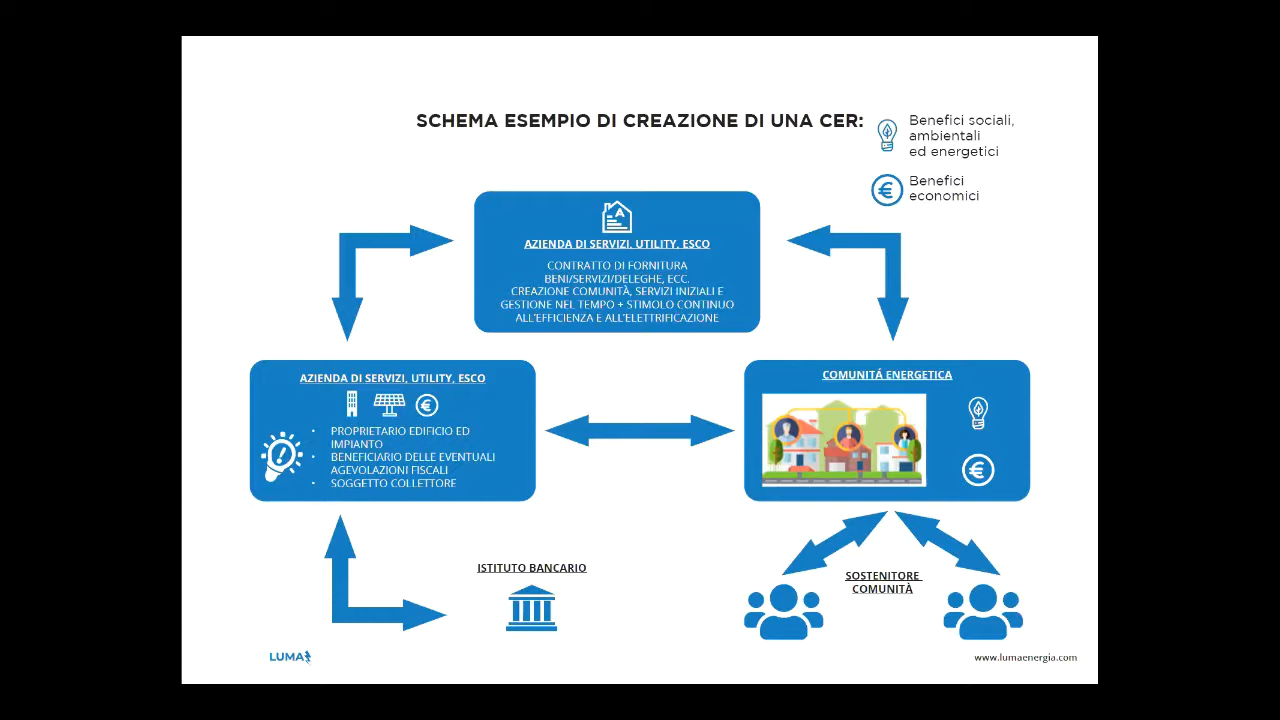 SCHEMA ESEMPIO DI CREAZIONE DI UNA CER:
Benefici sociali,
ambientali
ed energetici
Benefici
economici
AZIENDA DI SERVIZI, UTILITY, ESCO
CONTRATTO DI FORNITURA
BENI/SERVIZI/DELEGHE, ECC.
CREAZIONE COMUNITÀ, SERVIZI INIZIALI E
GESTIONE NEL TEMPO + STIMOLO CONTINUO
ALL'EFFICIENZA E ALL'ELETTRIFICAZIONE
AZIENDA DI SERVIZI, UTILITY, ESCO
• PROPRIETARIO EDIFICIO ED
IMPIANTO
• BENEFICIARIO DELLE EVENTUALI
AGEVOLAZIONI FISCALI
• SOGGETTO COLLETTORE
COMUNITÁ ENERGETICA
ISTITUTO BANCARIO
SOSTENITORE
COMUNITÀ
LUMA
www.lumaenergia.com